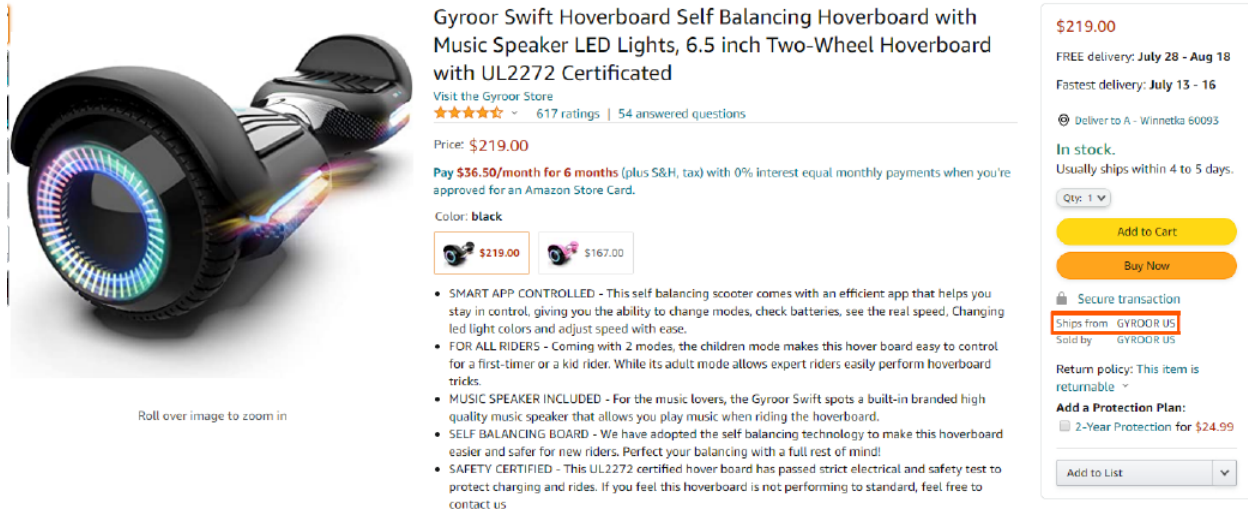 Gyroor Swift Hoverboard Self Balancing Hoverboard with
Music Speaker LED Lights, 6.5 inch Two-Wheel Hoverboard
with UL2272 Certificated
Visit the Gyroor Store
617 ratings | 54 answered questions
Price: $219.00
Pay $36.50/month for 6 months (plus S&H, tax) with 0% interest equal monthly payments when you're
approved for an Amazon Store Card.
Color: black
$219.00
$167.00
• SMART APP CONTROLLED - This self balancing scooter comes with an efficient app that helps you
stay in control, giving you the ability to change modes, check batteries, see the real speed, Changing
led light colors and adjust speed with ease.
• FOR ALL RIDERS - Coming with 2 modes, the children mode makes this hover board easy to control
for a first-timer or a kid rider. While its adult mode allows expert riders easily perform hoverboard
tricks.
• MUSIC SPEAKER INCLUDED - For the music lovers, the Gyroor Swift spots a built-in branded high
quality music speaker that allows you play music when riding the hoverboard.
• SELF BALANCING BOARD - We have adopted the self balancing technology to make this hoverboard
easier and safer for new riders. Perfect your balancing with a full rest of mind!
• SAFETY CERTIFIED - This UL2272 certified hover board has passed strict electrical and safety test to
protect charging and rides. If you feel this hoverboard is not performing to standard, feel free to
contact us
Roll over image to zoom in
$219.00
FREE delivery: July 28 - Aug 18
Fastest delivery: July 13 - 16
Deliver to A - Winnetka 60093
In stock.
Usually ships within 4 to 5 days.
Qty: 1
Add to Cart
Buy Now
Secure transaction
Ships from GYROOR US
Sold by GYROOR US
Return policy: This item is
returnable
Add a Protection Plan:
2-Year Protection for $24.99
Add to List